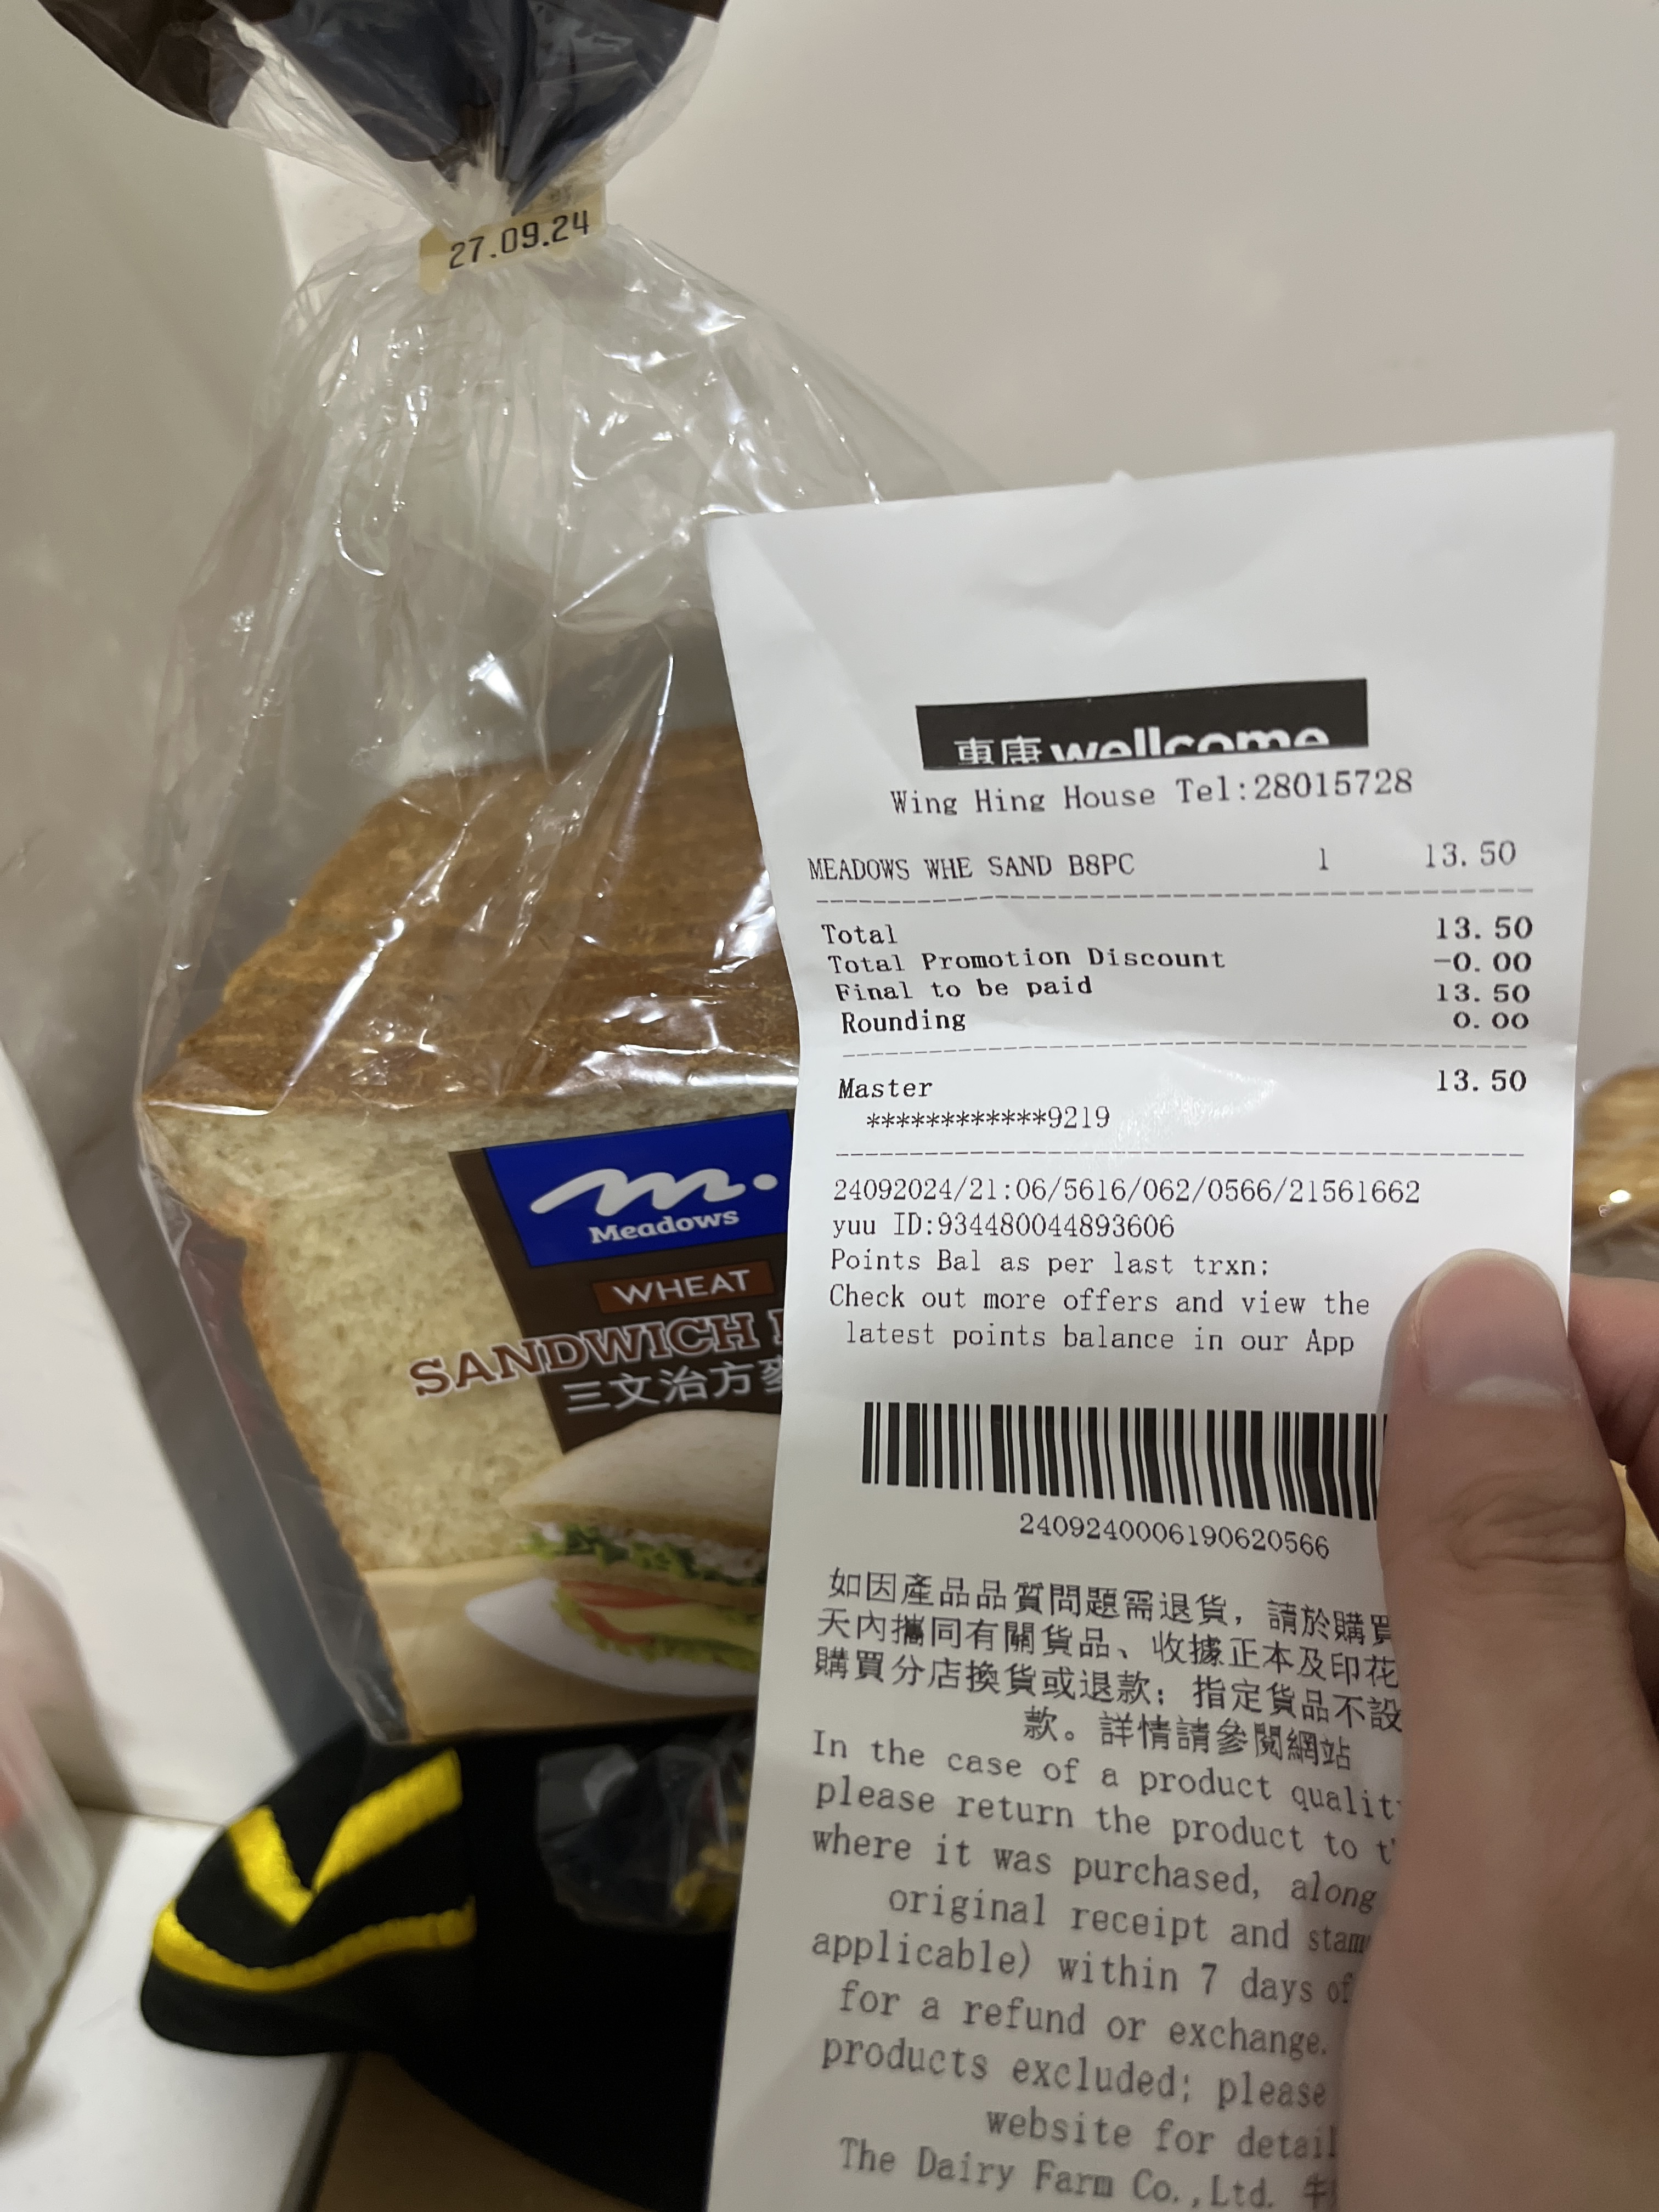 27.09.24
m.
Meadows
WHEAT
SANDWICH
三文治方
惠康 wellcome
Wing Hing House Tel:28015728
MEADOWS WHE SAND B8PC 1 13.50
Total 13.50
Total Promotion Discount -0.00
Final to be paid 13.50
Rounding 0.00
Master 13.50
************9219
24092024/21:06/5616/062/0566/21561662
yuu ID:934480044893606
Points Bal as per last trxn:
Check out more offers and view the
latest points balance in our App
2409240006190620566
如因產品品質問題需退貨，請於購買
天內攜同有關貨品、收據正本及印花
購買分店換貨或退款；指定貨品不設
款。詳情請參閱網站
In the case of a product
please return the product to
where it was purchased, along
original receipt and
applicable) within 7 days of
for a refund or exchange.
products excluded; please
website for
The Dairy Farm Co.,Ltd.